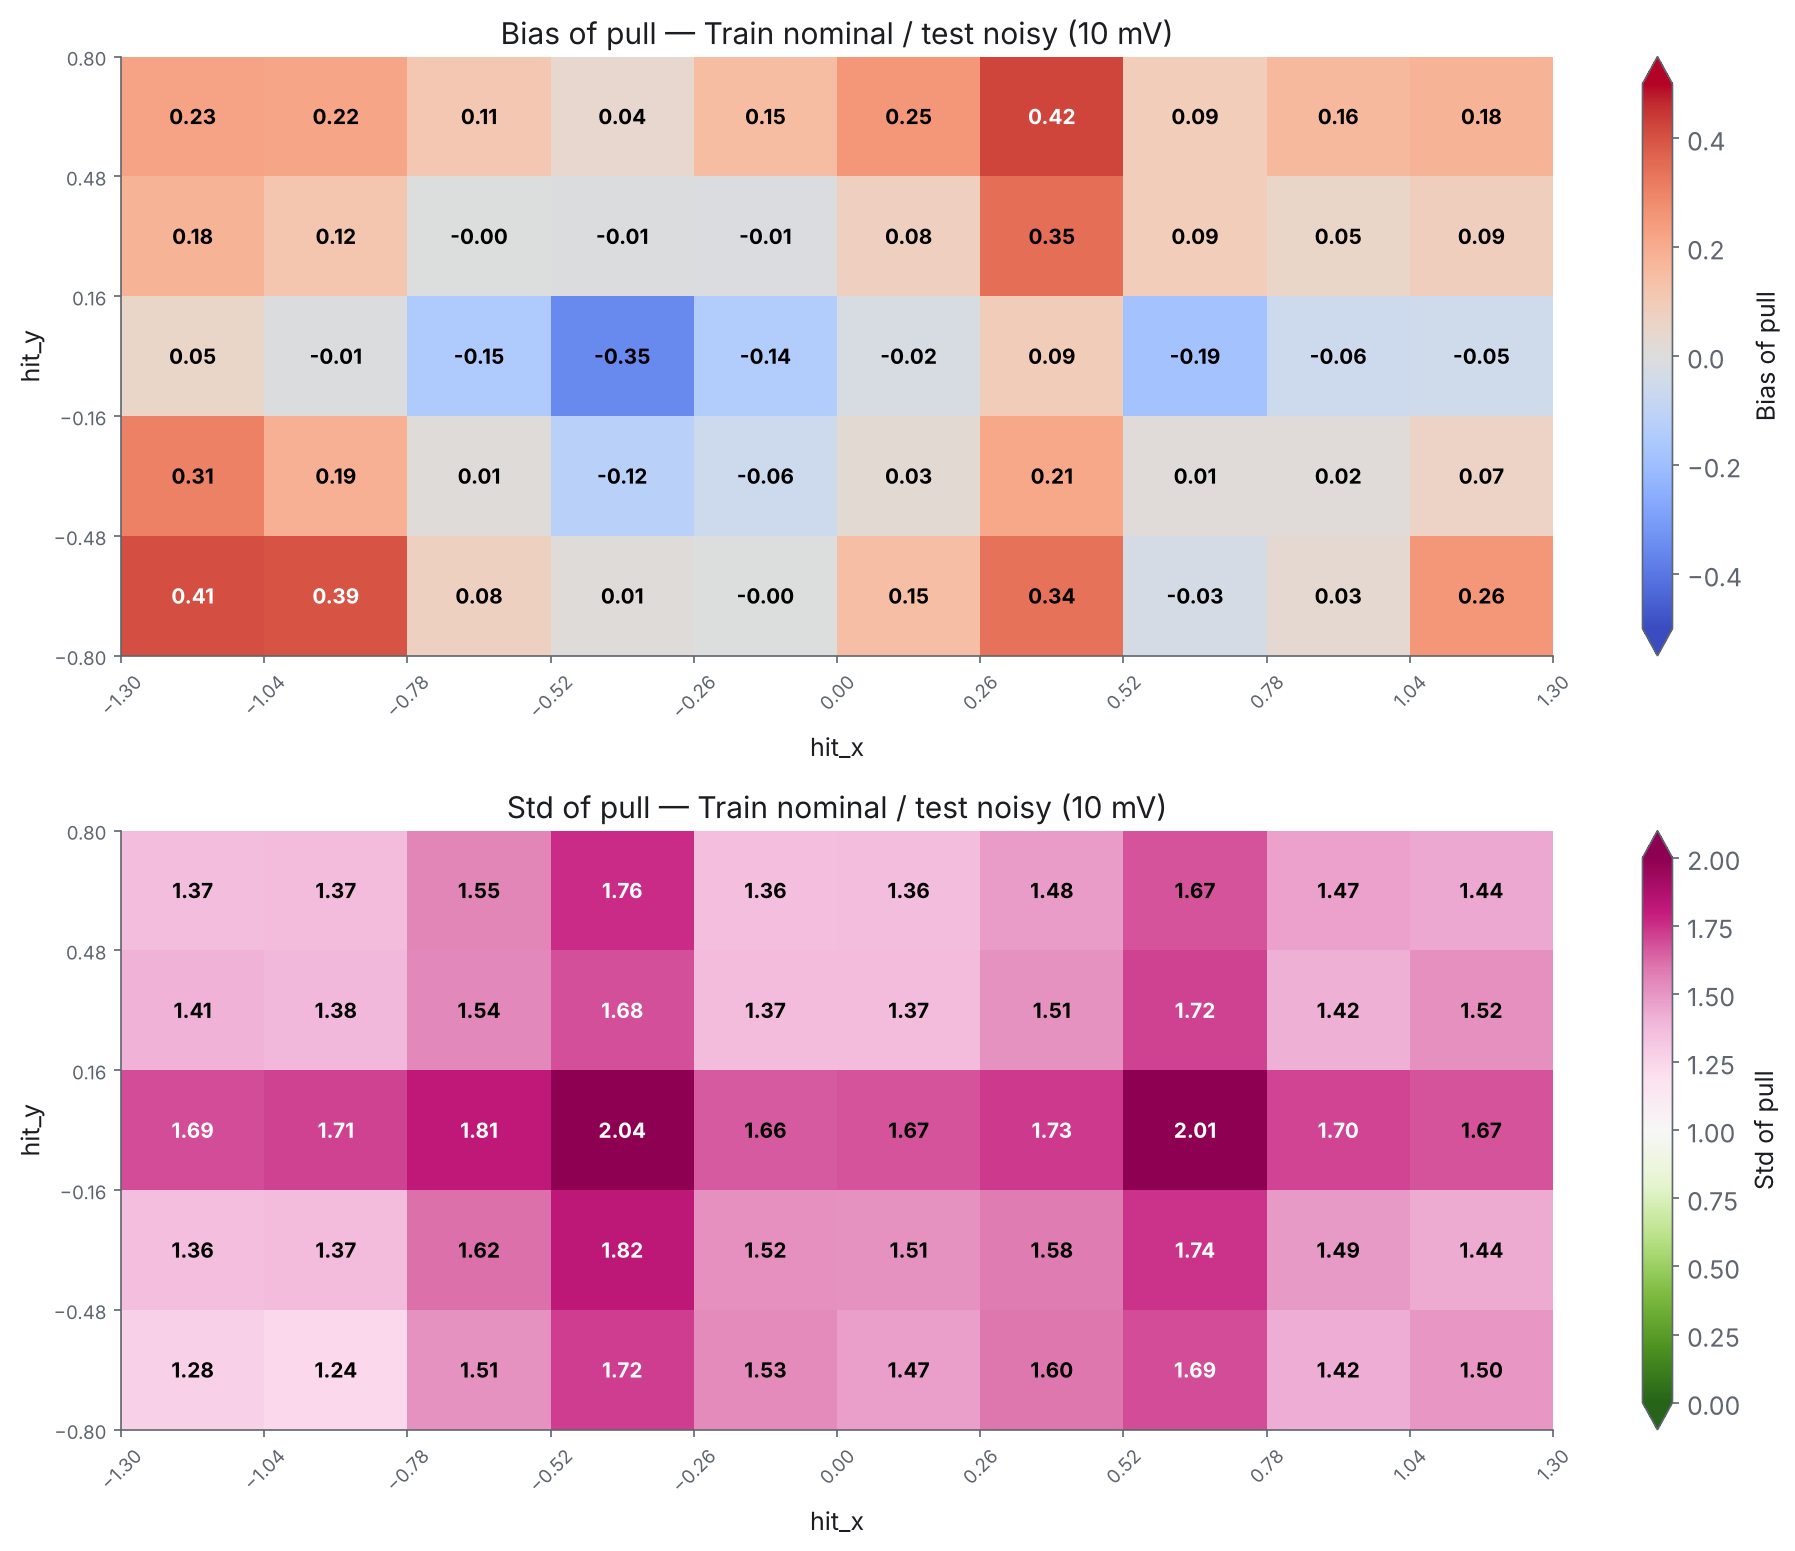 Bias of pull — Train nominal / test noisy (10 mV)
0.80
0.23 0.22 0.11 0.04 0.15 0.25 0.42 0.09 0.16 0.18
0.48
0.18 0.12 -0.00 -0.01 -0.01 0.08 0.35 0.09 0.05 0.09
0.16
0.05 -0.01 -0.15 -0.35 -0.14 -0.02 0.09 -0.19 -0.06 -0.05
−0.16
0.31 0.19 0.01 -0.12 -0.06 0.03 0.21 0.01 0.02 0.07
−0.48
0.41 0.39 0.08 0.01 -0.00 0.15 0.34 -0.03 0.03 0.26
−0.80
hit_y
−1.30 −1.04 −0.78 −0.52 −0.26 0.00 0.26 0.52 0.78 1.04 1.30
hit_x
0.4
0.2
0.0
−0.2
−0.4
Bias of pull
Std of pull — Train nominal / test noisy (10 mV)
0.80
1.37 1.37 1.55 1.76 1.36 1.36 1.48 1.67 1.47 1.44
0.48
1.41 1.38 1.54 1.68 1.37 1.37 1.51 1.72 1.42 1.52
0.16
1.69 1.71 1.81 2.04 1.66 1.67 1.73 2.01 1.70 1.67
−0.16
1.36 1.37 1.62 1.82 1.52 1.51 1.58 1.74 1.49 1.44
−0.48
1.28 1.24 1.51 1.72 1.53 1.47 1.60 1.69 1.42 1.50
−0.80
hit_y
−1.30 −1.04 −0.78 −0.52 −0.26 0.00 0.26 0.52 0.78 1.04 1.30
hit_x
2.00
1.75
1.50
1.25
1.00
0.75
0.50
0.25
0.00
Std of pull